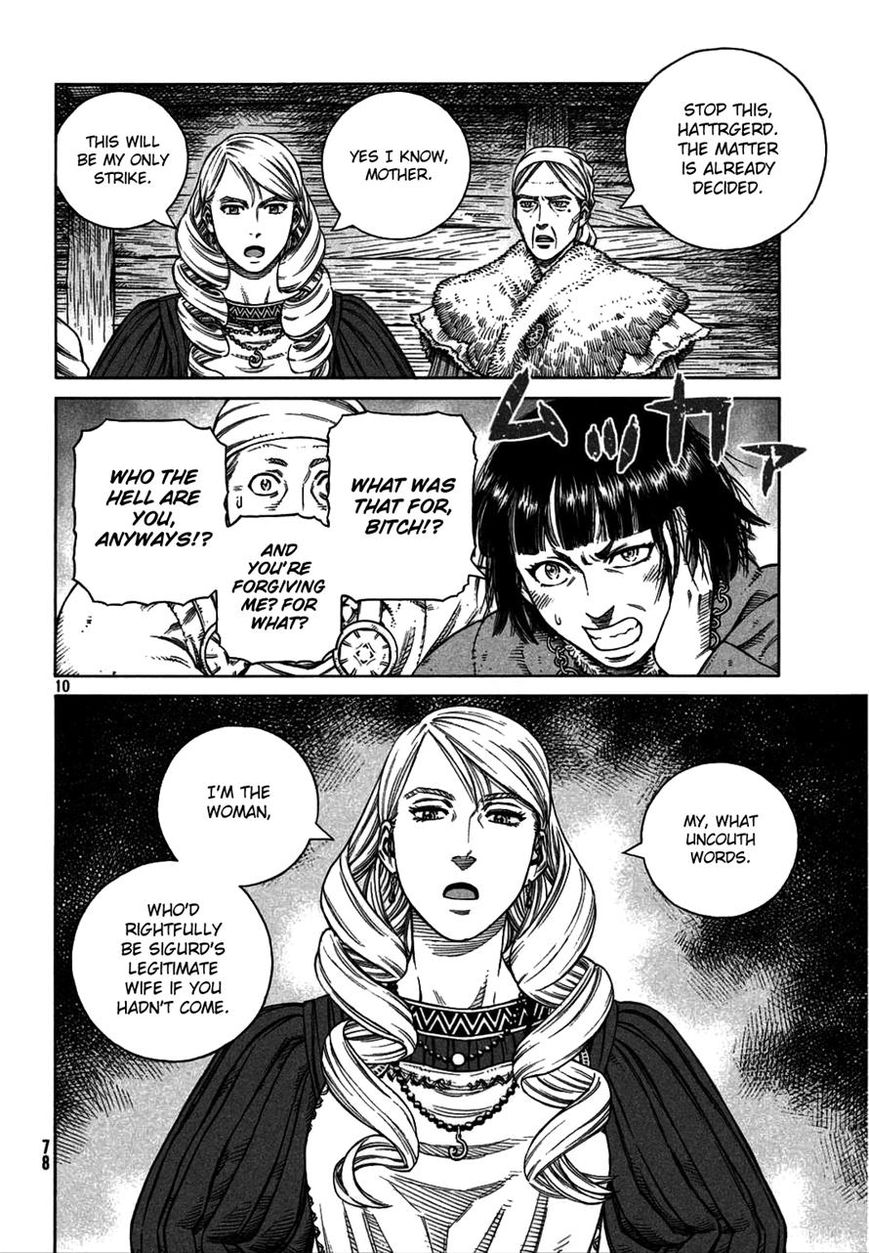 STOP THIS,
HATTRGERD.
THE MATTER
IS ALREADY
DECIDED.
YES I KNOW,
MOTHER.
THIS WILL
BE MY ONLY
STRIKE.
ムッカァ
WHAT WAS
THAT FOR,
BITCH!?
AND
YOU'RE
FORGIVING
ME? FOR
WHAT?
WHO THE
HELL ARE
YOU,
ANYWAYS!?
10
MY, WHAT
UNCOUTH
WORDS.
I'M THE
WOMAN,
WHO'D
RIGHTFULLY
BE SIGURD'S
LEGITIMATE
WIFE IF YOU
HADN'T COME.
78